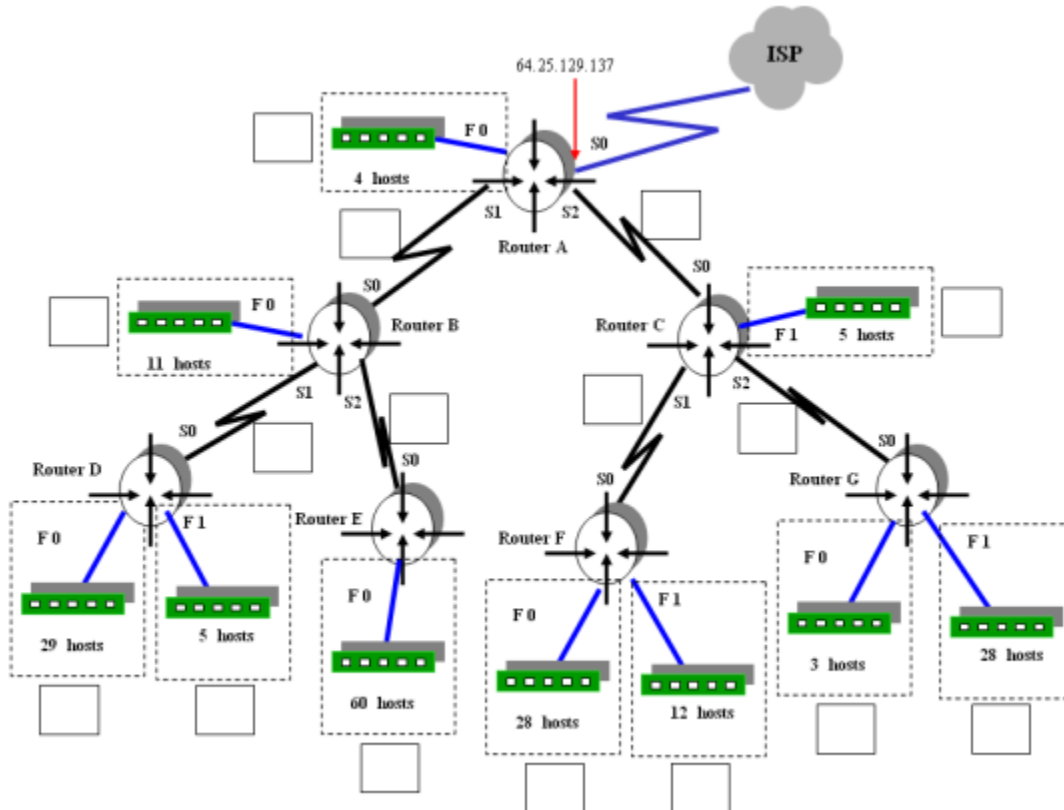 ISP
64.25.129.137
F 0
S0
4 hosts
S1
S2
Router A
S0
S0
F 0
Router B
Router C
F 1
5 hosts
11 hosts
S1
S2
S1
S2
S0
S0
S0
S0
Router D
Router E
Router F
Router G
F 0
F 1
F 0
F 0
F 1
F 0
F 1
29 hosts
5 hosts
60 hosts
28 hosts
12 hosts
3 hosts
28 hosts